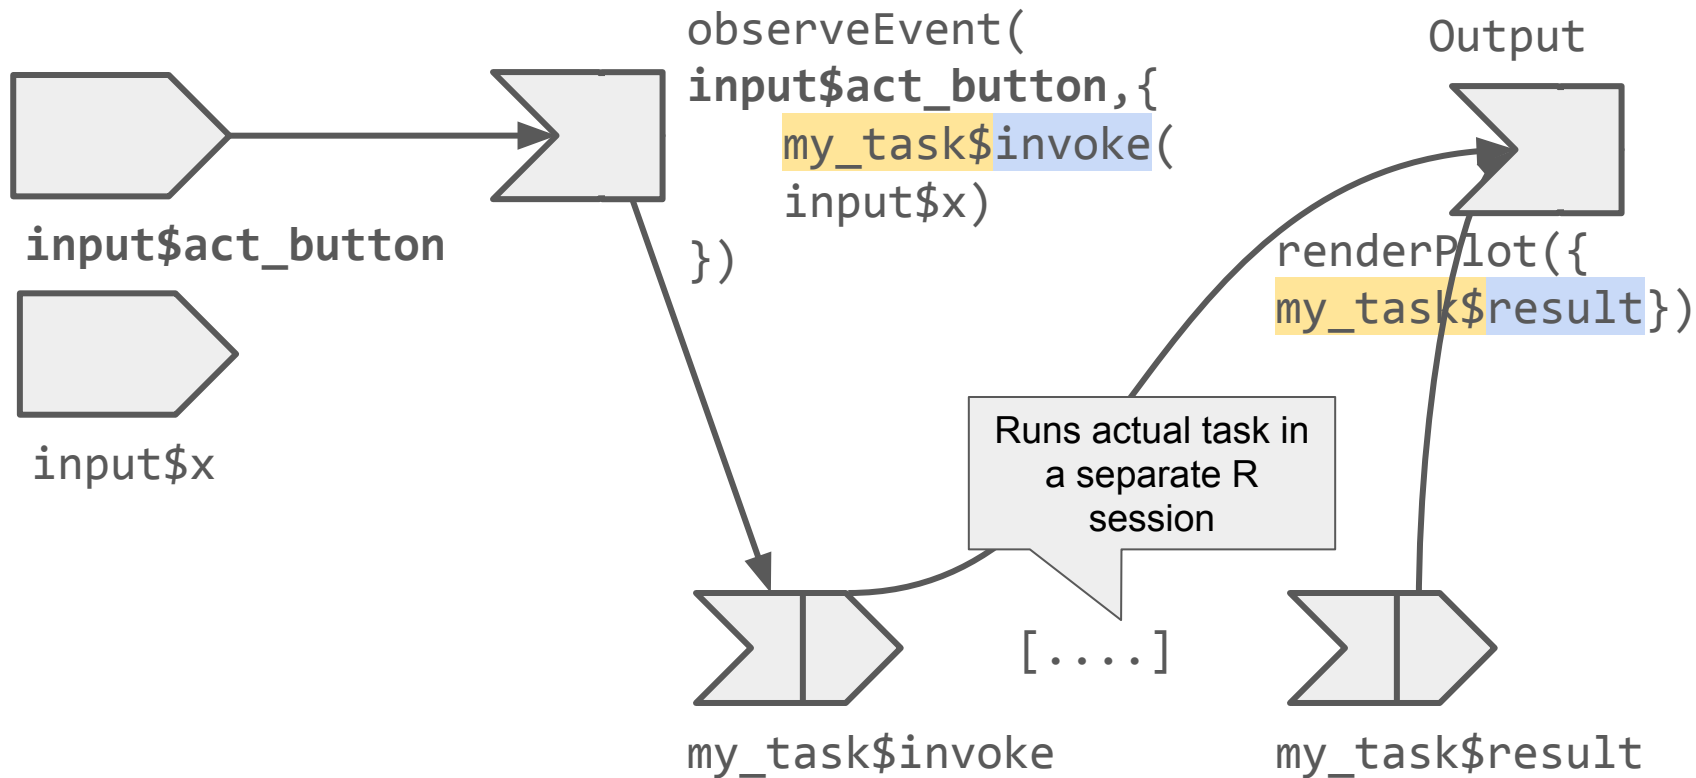 observeEvent(
input$act_button,{
my_task$invoke(
input$x)
})
Output
input$act_button
renderPlot({
my_task$result})
input$x
Runs actual task in
a separate R
session
[....]
my_task$invoke
my_task$result